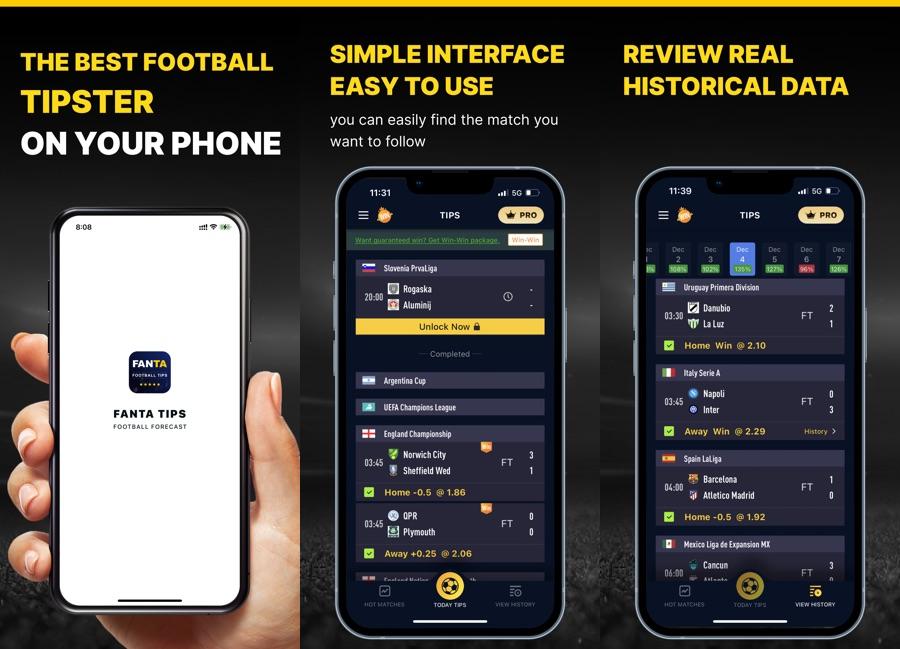 THE BEST FOOTBALL
TIPSTER
ON YOUR PHONE
8:08
FANTA
FOOTBALL TIPS
FANTA TIPS
FOOTBALL FORECAST
SIMPLE INTERFACE
EASY TO USE
you can easily find the match you
want to follow
11:31 5G
TIPS PRO
Want guaranteed win? Get Win-Win package. Win-Win
Slovenia PrvaLiga
20:00 Rogaska -
Aluminij -
Unlock Now
Completed
Argentina Cup
UEFA Champions League
England Championship
03:45 Norwich City FT 3
Sheffield Wed 1
Home -0.5 @ 1.86
03:45 QPR FT 0
Plymouth 0
Away +0.25 @ 2.06
HOT MATCHES TODAY TIPS VIEW HISTORY
REVIEW REAL
HISTORICAL DATA
11:39 5G
TIPS PRO
Dec Dec Dec Dec Dec Dec
2 3 4 5 6 7
108% 102% 135% 127% 96% 126%
Uruguay Primera Division
03:30 Danubio FT 2
La Luz 1
Home Win @ 2.10
Italy Serie A
03:45 Napoli FT 0
Inter 3
Away Win @ 2.29 History
Spain LaLiga
04:00 Barcelona FT 1
Atletico Madrid 0
Home -0.5 @ 1.92
Mexico Liga de Expansion MX
06:00 Cancun 3
HOT MATCHES TODAY TIPS VIEW HISTORY